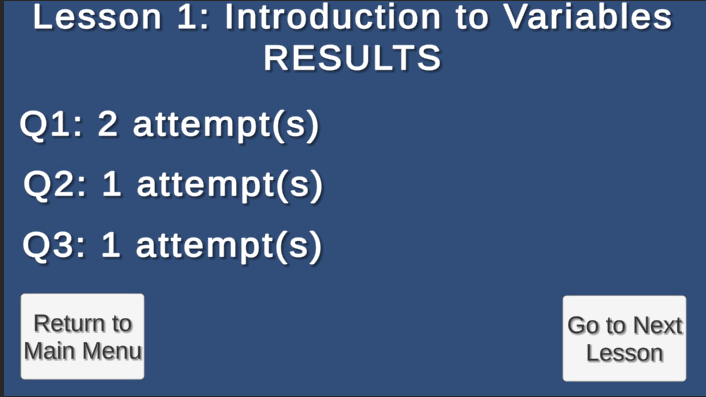 Lesson 1: Introduction to Variables
RESULTS
Q1: 2 attempt(s)
Q2: 1 attempt(s)
Q3: 1 attempt(s)
Return to
Main Menu
Go to Next
Lesson